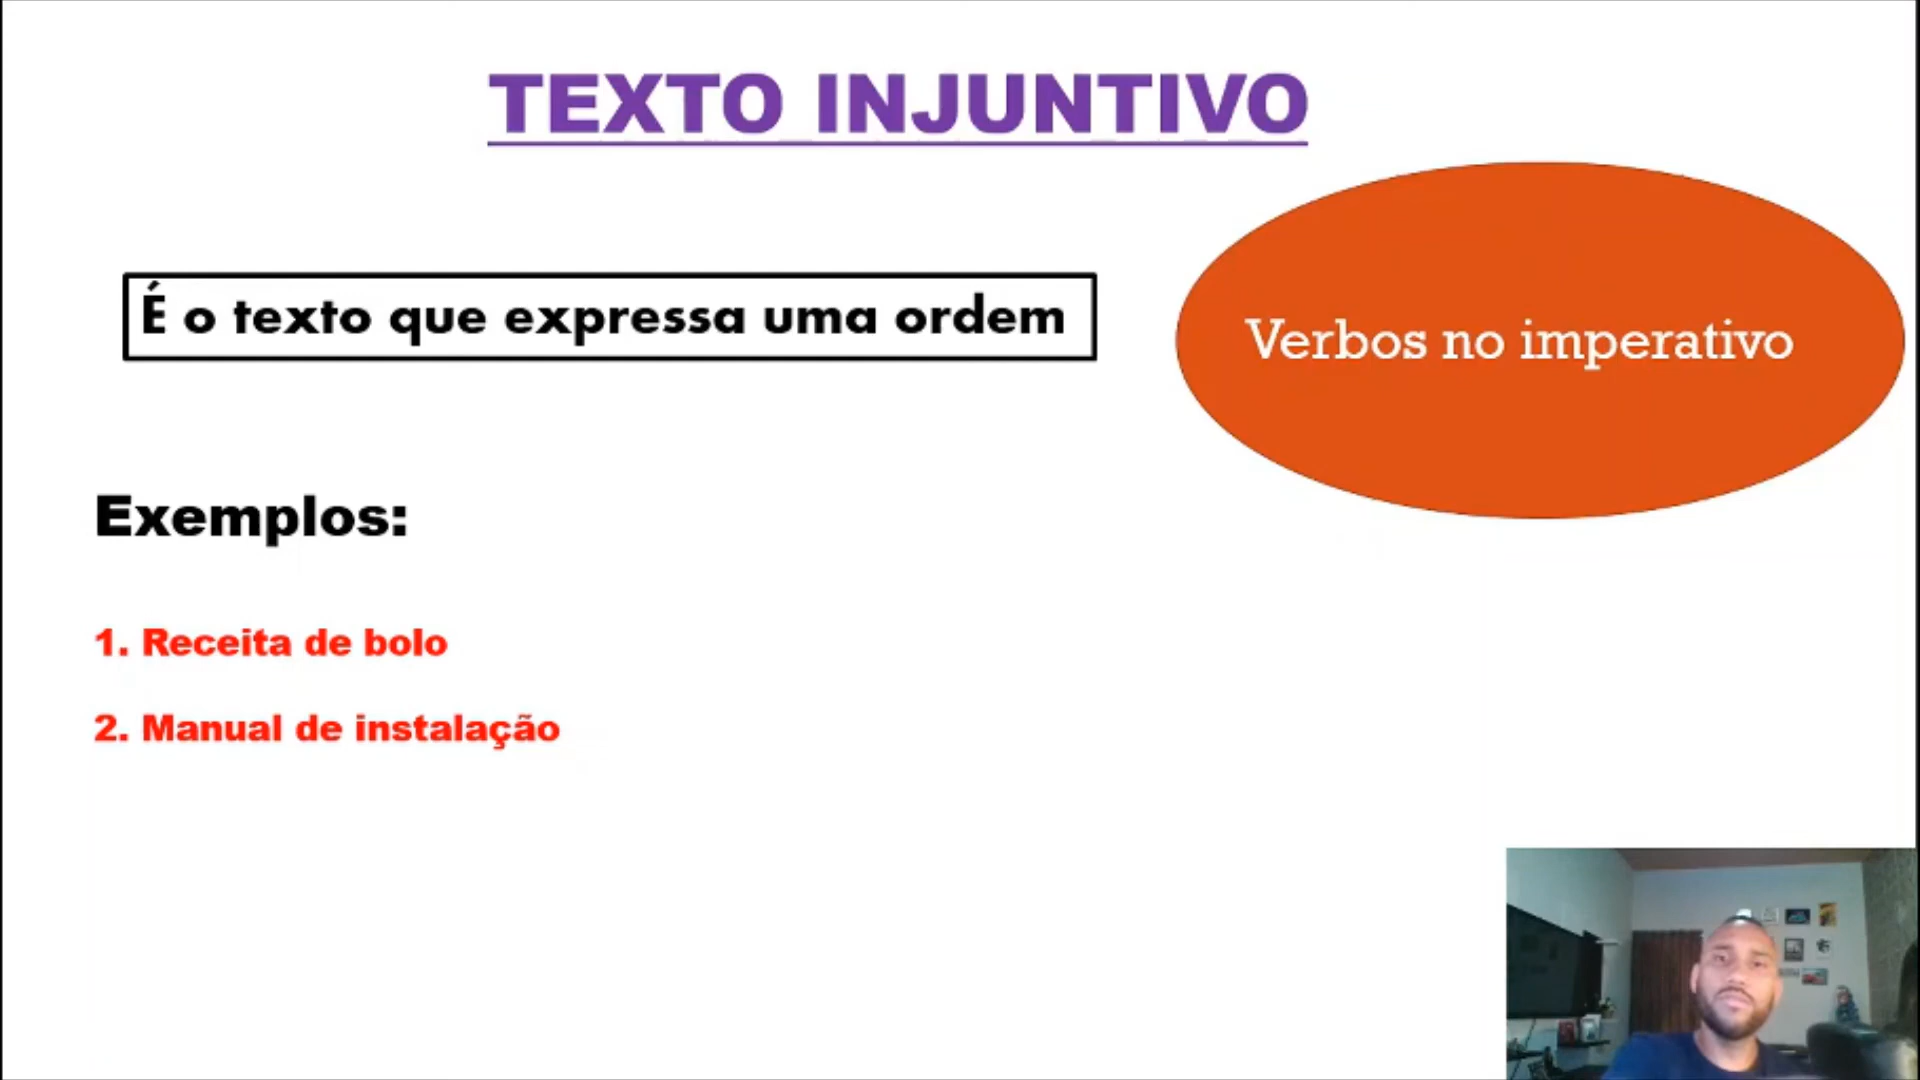 TEXTO INJUNTIVO
É o texto que expressa uma ordem
Verbos no imperativo
Exemplos:
1. Receita de bolo
2. Manual de instalação